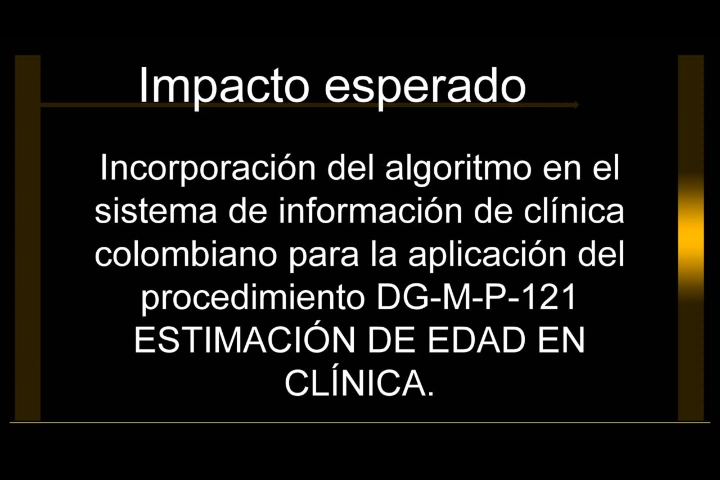 Impacto esperado
Incorporación del algoritmo en el
sistema de información de clínica
colombiano para la aplicación del
procedimiento DG-M-P-121
ESTIMACIÓN DE EDAD EN
CLÍNICA.